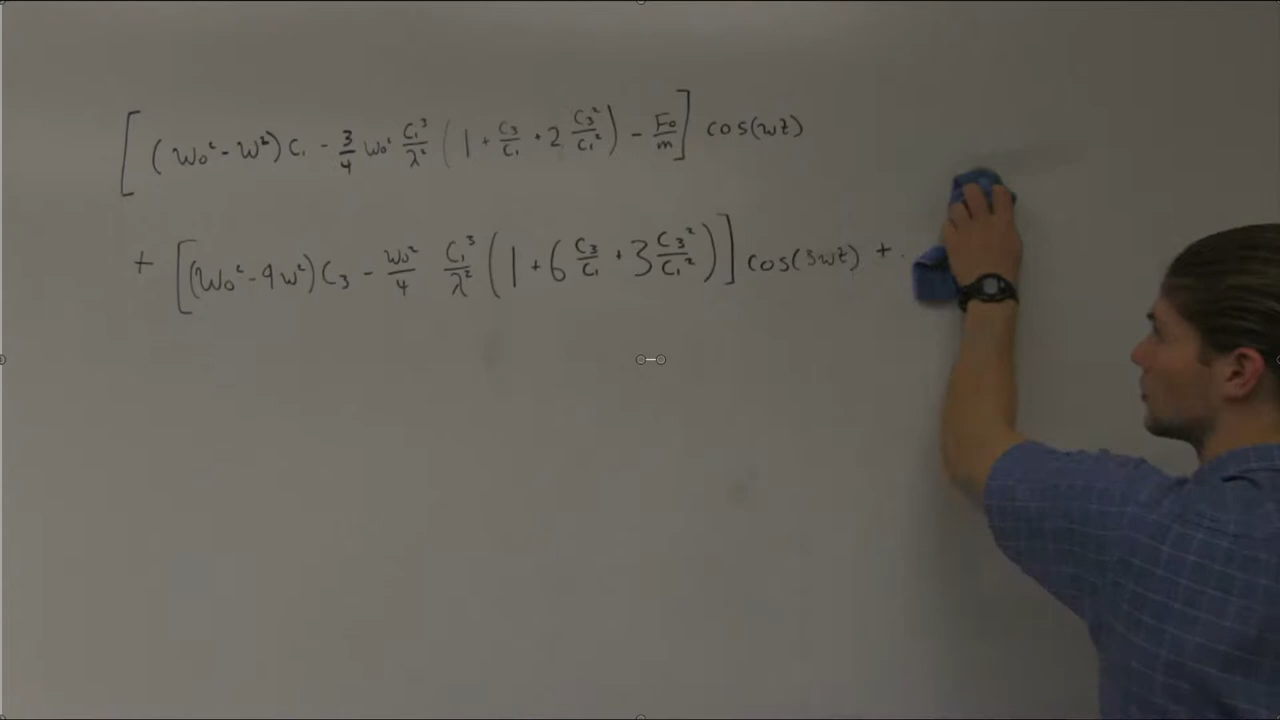 [(ω₀² - ω²) C₁ - 3/4 ω₀² C₁³/λ² (1 + C₃/C₁ + 2 C₃²/C₁²) - F₀/m] cos(ωt)
+ [(ω₀² - 9ω²) C₃ - ω₀²/4 C₁³/λ² (1 + 6 C₃/C₁ + 3 C₃²/C₁²)] cos(3ωt) + .